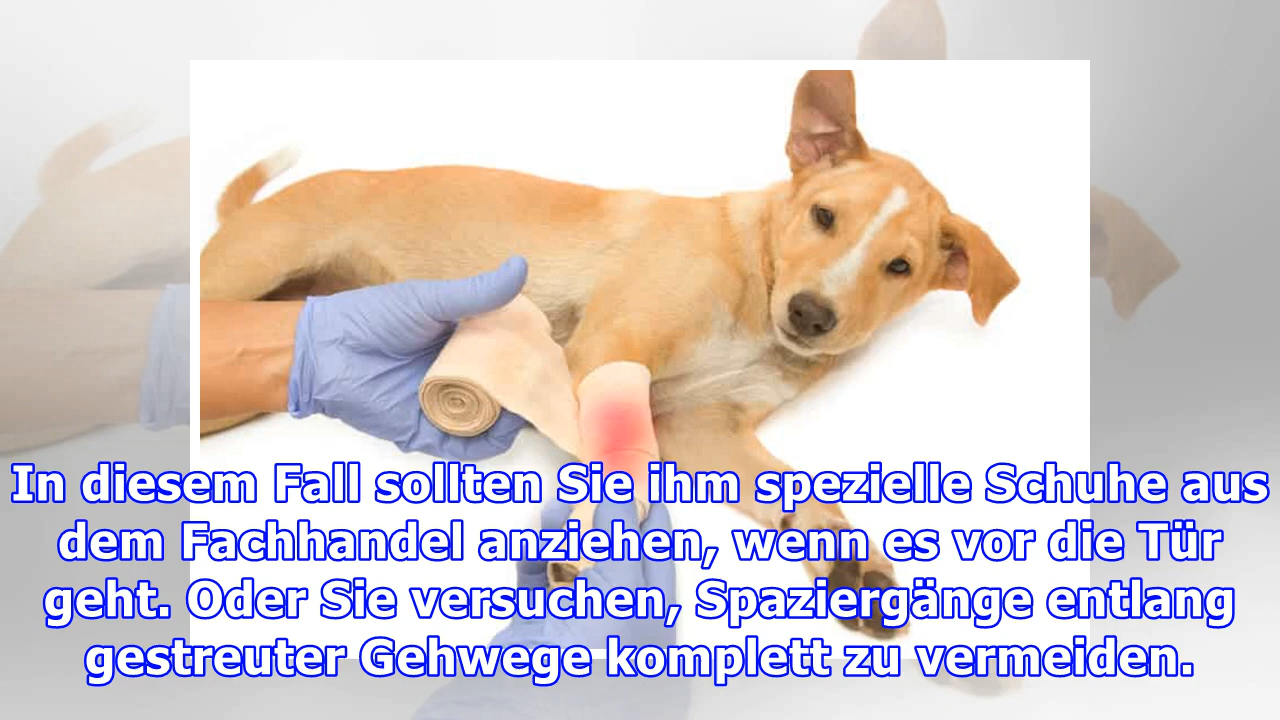 In diesem Fall sollten Sie ihm spezielle Schuhe aus
dem Fachhandel anziehen, wenn es vor die Tür
geht. Oder Sie versuchen, Spaziergänge entlang
gestreuter Gehwege komplett zu vermeiden.